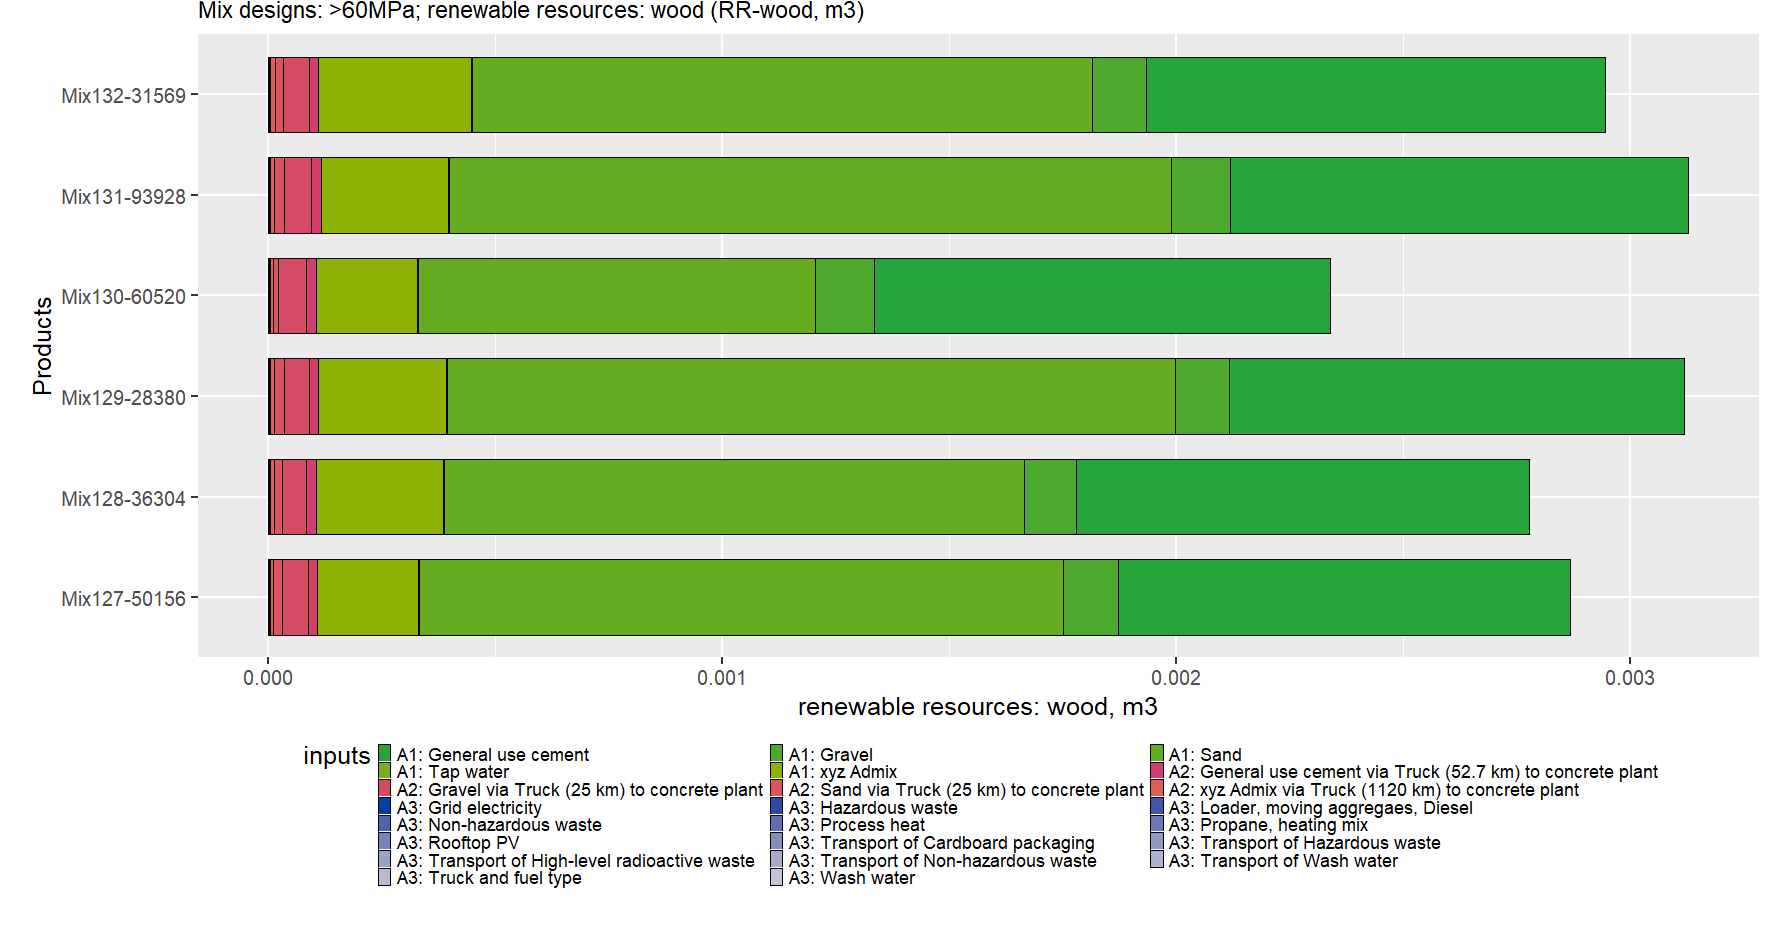 Mix designs: >60MPa; renewable resources: wood (RR-wood, m3)
Mix132-31569
Mix131-93928
Mix130-60520
Mix129-28380
Mix128-36304
Mix127-50156
Products
0.000 0.001 0.002 0.003
renewable resources: wood, m3
inputs
A1: General use cement A1: Gravel A1: Sand
A1: Tap water A1: xyz Admix A2: General use cement via Truck (52.7 km) to concrete plant
A2: Gravel via Truck (25 km) to concrete plant A2: Sand via Truck (25 km) to concrete plant A2: xyz Admix via Truck (1120 km) to concrete plant
A3: Grid electricity A3: Hazardous waste A3: Loader, moving aggregaes, Diesel
A3: Non-hazardous waste A3: Process heat A3: Propane, heating mix
A3: Rooftop PV A3: Transport of Cardboard packaging A3: Transport of Hazardous waste
A3: Transport of High-level radioactive waste A3: Transport of Non-hazardous waste A3: Transport of Wash water
A3: Truck and fuel type A3: Wash water